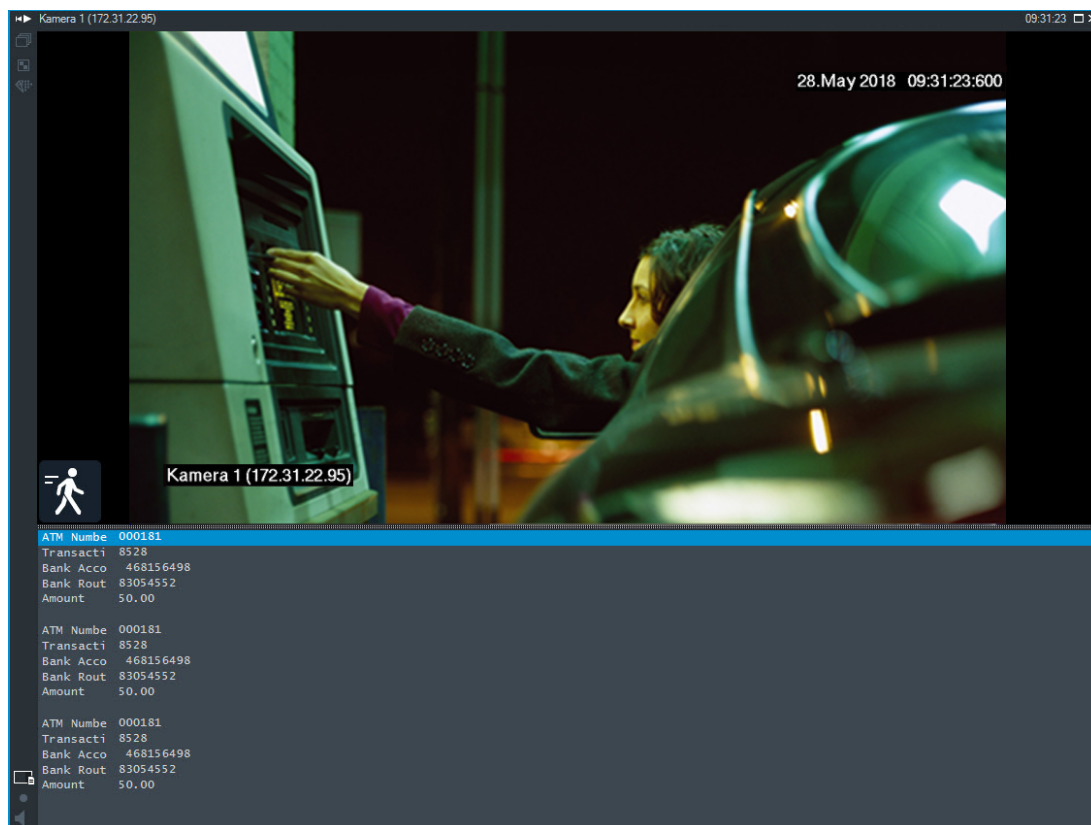 Kamera 1 (172.31.22.95)
09:31:23
28.May 2018 09:31:23:600
Kamera 1 (172.31.22.95)
ATM Numbe 000181
Transacti 8528
Bank Acco 468156498
Bank Rout 83054552
Amount 50.00
ATM Numbe 000181
Transacti 8528
Bank Acco 468156498
Bank Rout 83054552
Amount 50.00
ATM Numbe 000181
Transacti 8528
Bank Acco 468156498
Bank Rout 83054552
Amount 50.00